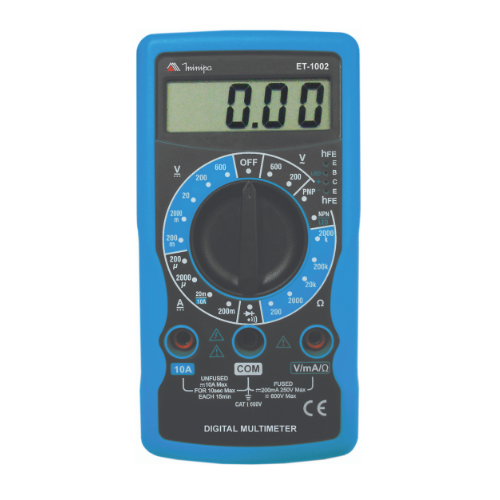 Minipa
ET-1002
0.00
OFF
V
600
200
20
2000
m
200
m
200
µ
2000
µ
A
20m
10A
200m
600
200
V
hFE
E
B
C
E
hFE
PNP
NPN
2000
k
200k
20k
2000
200
Ω
10A
COM
V/mA/Ω
UNFUSED
10A Max
FOR 10sec Max
EACH 15min
FUSED
200mA 250V Max
600V Max
CAT I 600V
CE
DIGITAL MULTIMETER